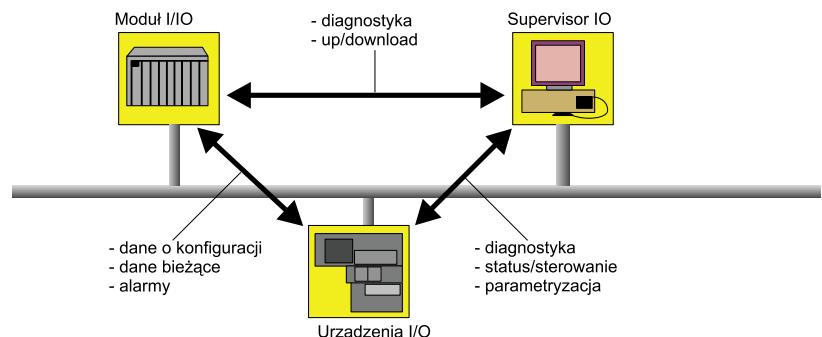 Moduł I/IO
- diagnostyka
- up/download
Supervisor IO
- dane o konfiguracji
- dane bieżące
- alarmy
- diagnostyka
- status/sterowanie
- parametryzacja
Urzadzenia I/O